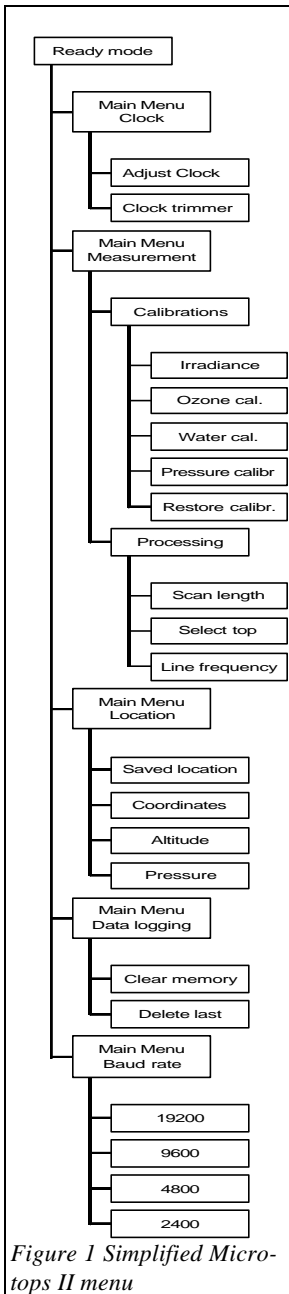 Ready mode
Main Menu
Clock
Adjust Clock
Clock trimmer
Main Menu
Measurement
Calibrations
Irradiance
Ozone cal.
Water cal.
Pressure calibr
Restore calibr.
Processing
Scan length
Select top
Line frequency
Main Menu
Location
Saved location
Coordinates
Altitude
Pressure
Main Menu
Data logging
Clear memory
Delete last
Main Menu
Baud rate
19200
9600
4800
2400
Figure 1 Simplified Micro-
tops II menu